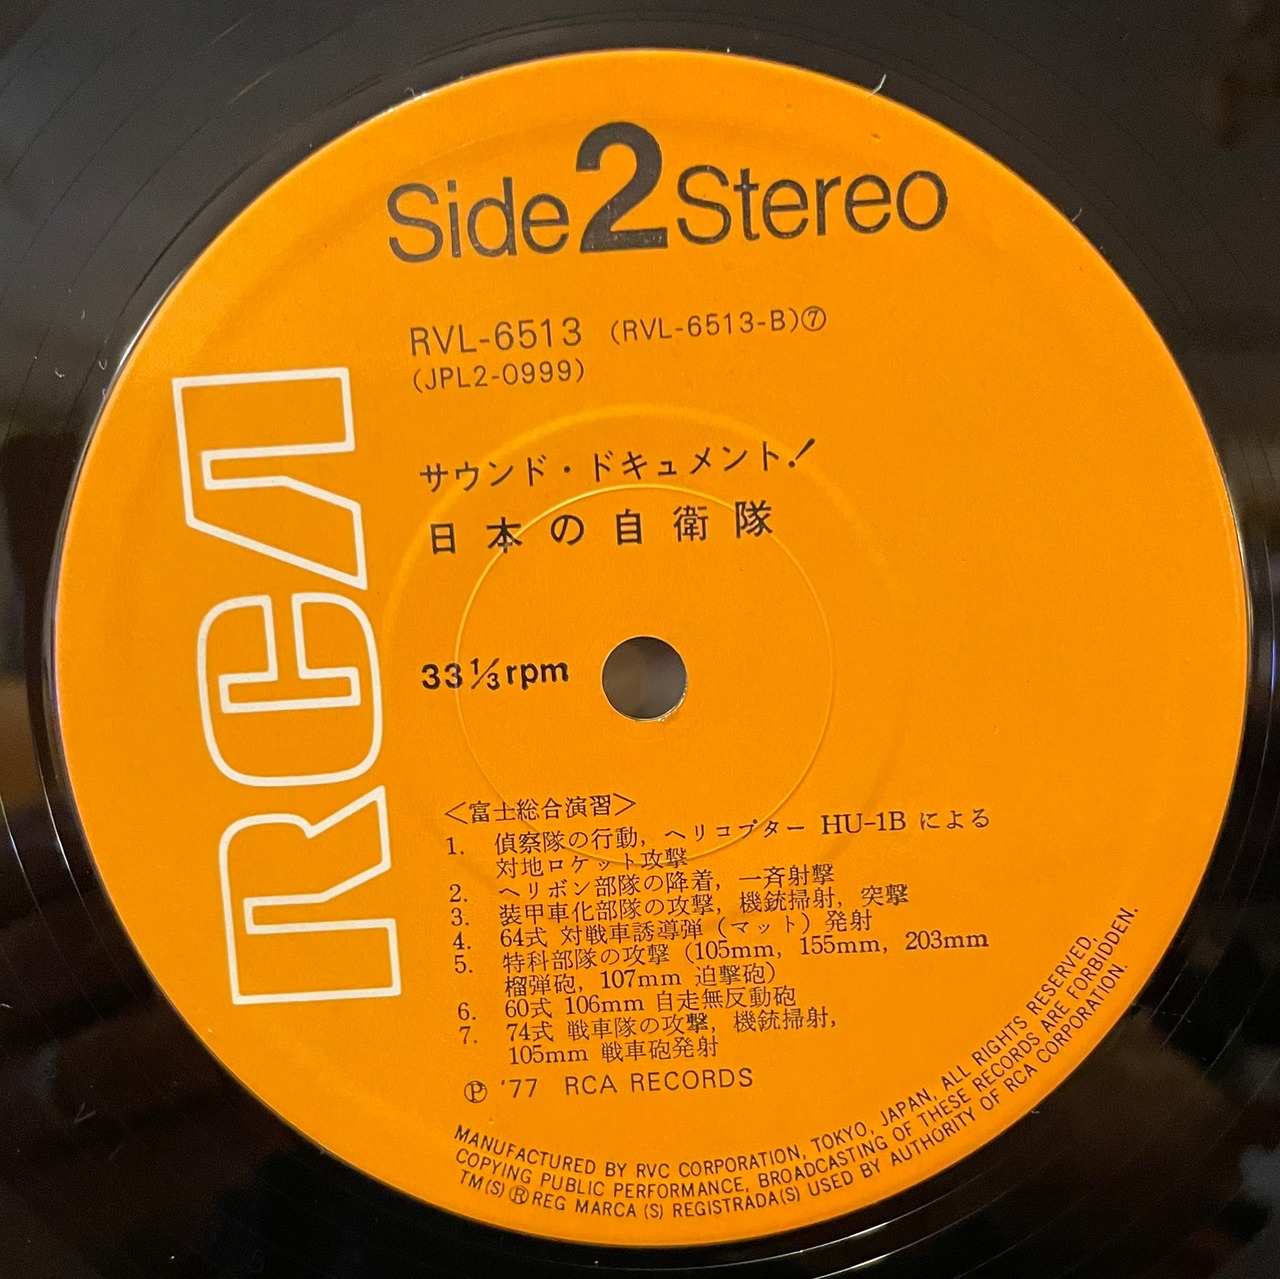 Side 2 Stereo
RVL-6513 (RVL-6513-B)⑦
(JPL2-0999)
サウンド・ドキュメント!
日本の自衛隊
RCA
33 1/3 rpm
<富士総合演習>
1. 偵察隊の行動, ヘリコプター HU-1B による
対地ロケット攻撃
2. ヘリボン部隊の降着, 一斉射撃
3. 装甲車化部隊の攻撃, 機銃掃射, 突撃
4. 64式 対戦車誘導弾 (マット) 発射
5. 特科部隊の攻撃 (105mm, 155mm, 203mm
榴弾砲, 107mm 迫撃砲)
6. 60式 106mm 自走無反動砲
7. 74式 戦車隊の攻撃, 機銃掃射,
105mm 戦車砲発射
Ⓟ '77 RCA RECORDS
MANUFACTURED BY RVC CORPORATION, TOKYO, JAPAN, ALL RIGHTS RESERVED,
COPYING PUBLIC PERFORMANCE, BROADCASTING OF THESE RECORDS ARE FORBIDDEN.
TM(S) ® REG MARCA (S) REGISTRADA(S) USED BY AUTHORITY OF RCA CORPORATION.